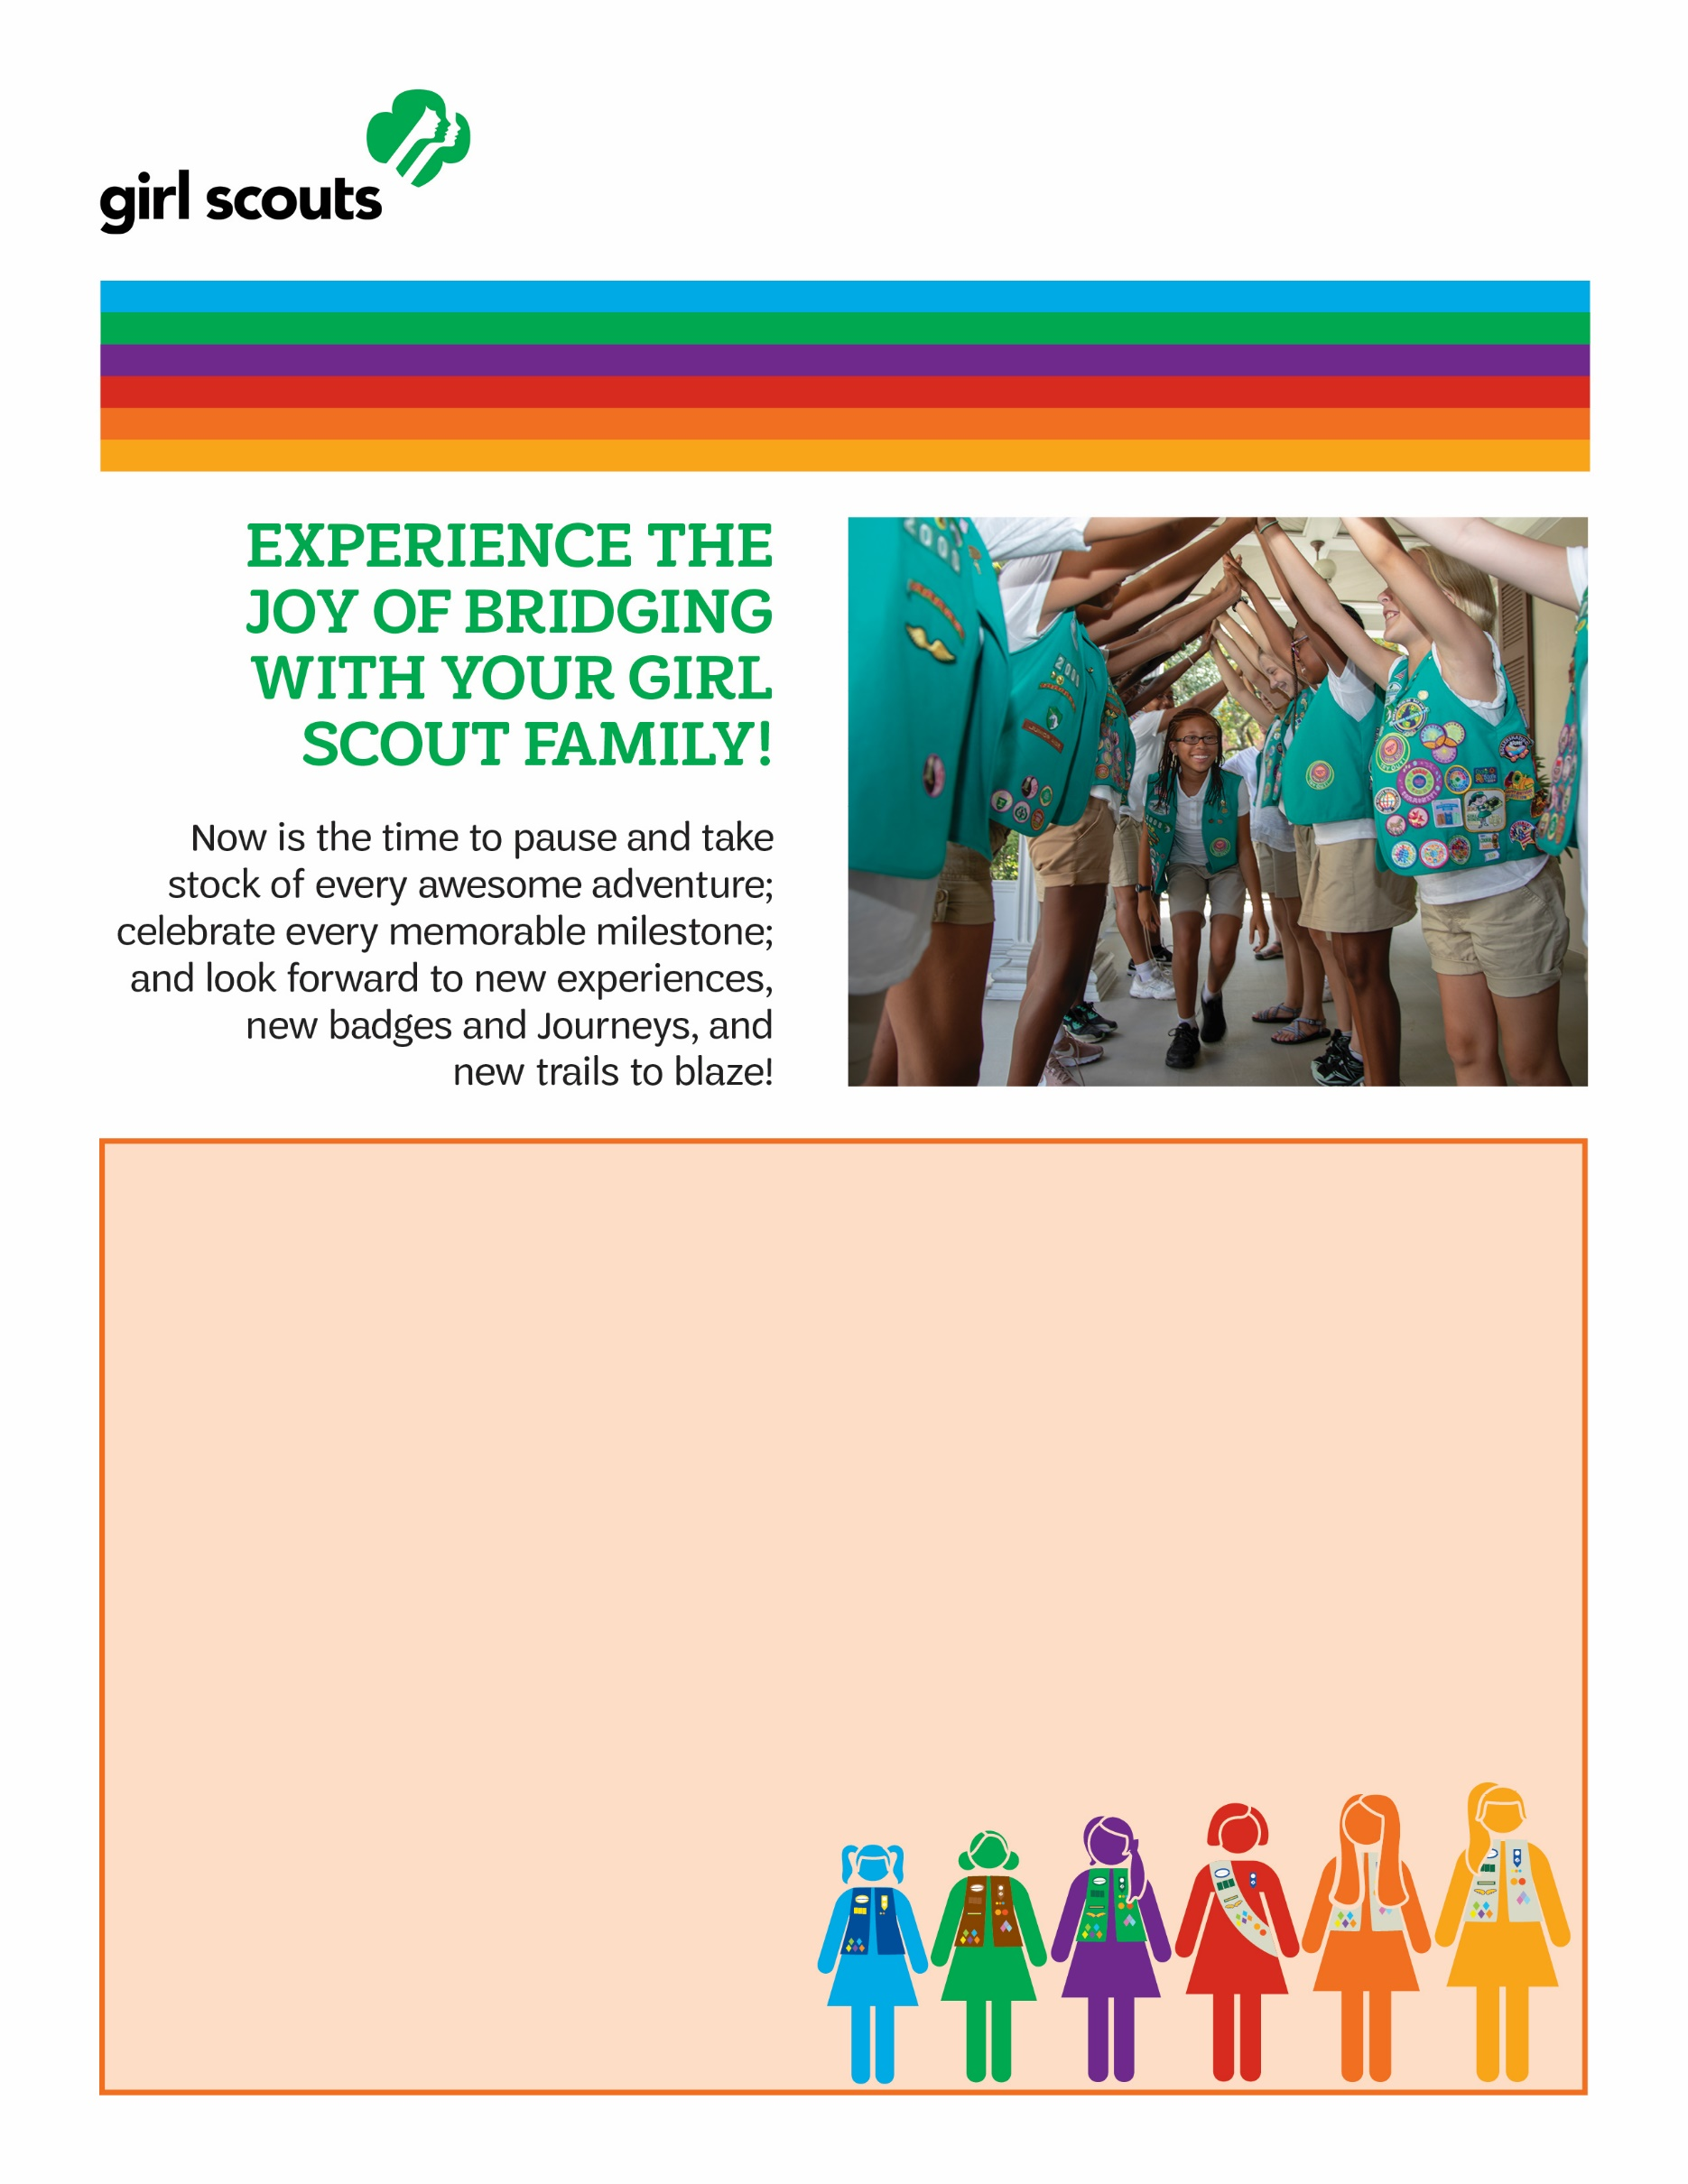 girl scouts
EXPERIENCE THE
JOY OF BRIDGING
WITH YOUR GIRL
SCOUT FAMILY!
Now is the time to pause and take
stock of every awesome adventure;
celebrate every memorable milestone;
and look forward to new experiences,
new badges and Journeys, and
new trails to blaze!